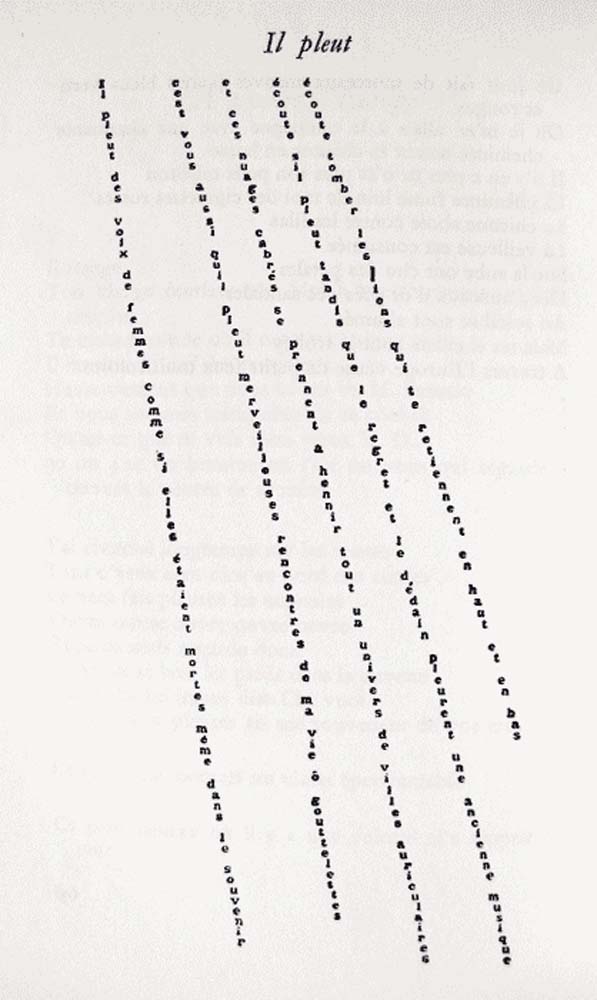 Il pleut
Il pleut des voix de femmes comme si elles étaient mortes même dans le souvenir
c'est vous aussi qu'il pleut merveilleuses rencontres de ma vie ô gouttelettes
et ces nuages cabrés se prennent à hennir tout un univers de villes auriculaires
écoute s'il pleut tandis que le regret et le dédain pleurent une ancienne musique
écoute tomber les liens qui te retiennent en haut et en bas